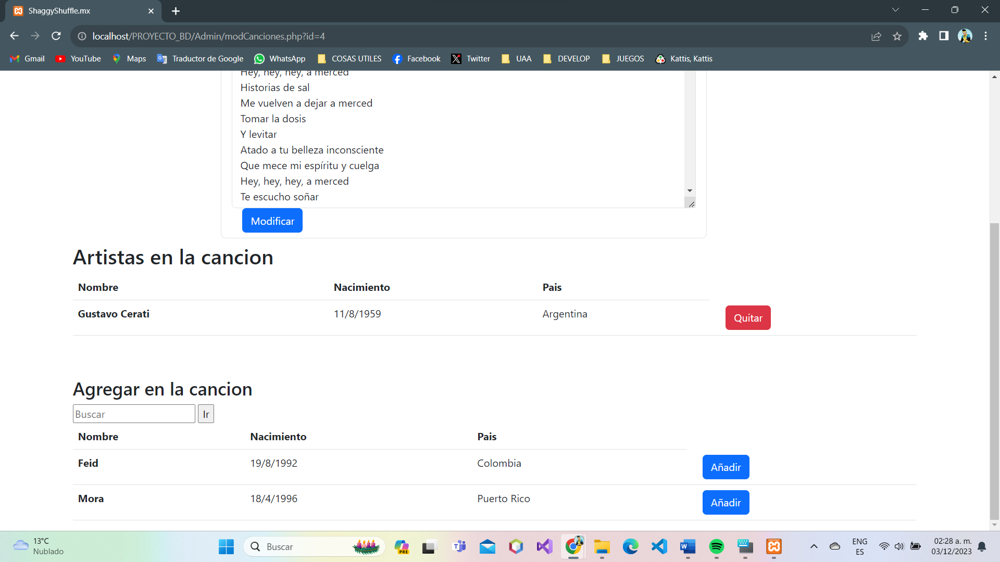 ShaggyShuffle.mx
localhost/PROYECTO_BD/Admin/modCanciones.php?id=4
Gmail YouTube Maps Traductor de Google WhatsApp COSAS UTILES Facebook Twitter UAA DEVELOP JUEGOS Kattis, Kattis
Hey, hey, hey, a merced
Historias de sal
Me vuelven a dejar a merced
Tomar la dosis
Y levitar
Atado a tu belleza inconsciente
Que mece mi espíritu y cuelga
Hey, hey, hey, a merced
Te escucho soñar
Modificar
Artistas en la cancion
Nombre Nacimiento Pais
Gustavo Cerati 11/8/1959 Argentina Quitar
Agregar en la cancion
Buscar Ir
Nombre Nacimiento Pais
Feid 19/8/1992 Colombia Añadir
Mora 18/4/1996 Puerto Rico Añadir
13°C
Nublado
Buscar
PRE
ENG
ES
02:28 a. m.
03/12/2023